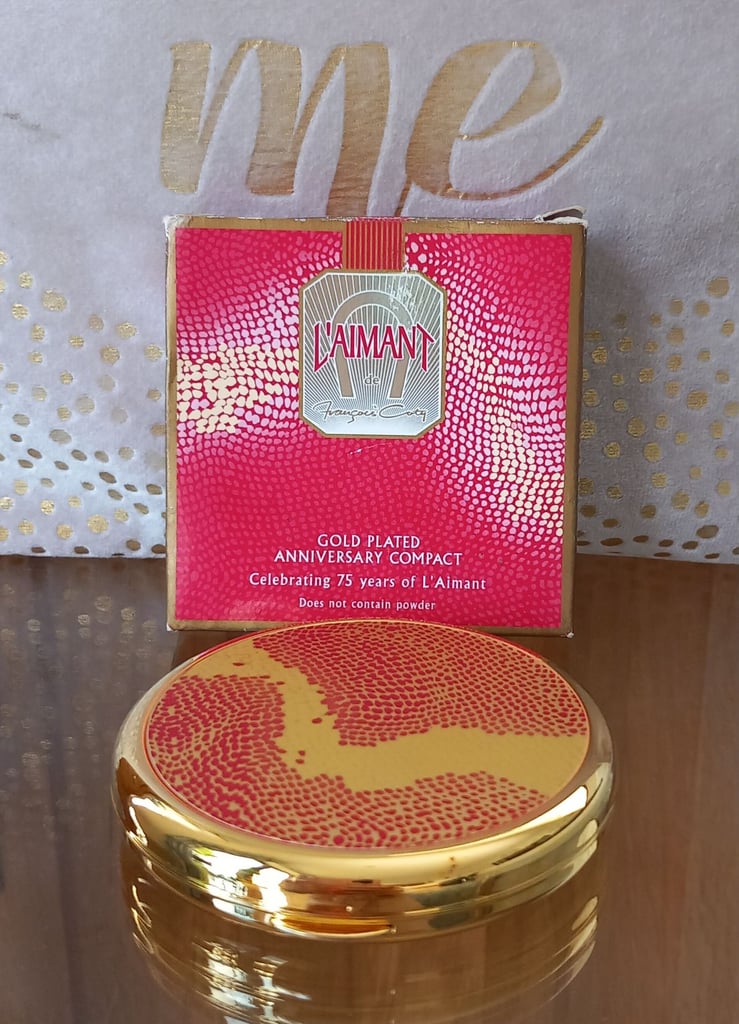 me
L'AIMANT
de
François Coty
GOLD PLATED
ANNIVERSARY COMPACT
Celebrating 75 years of L'Aimant
Does not contain powder